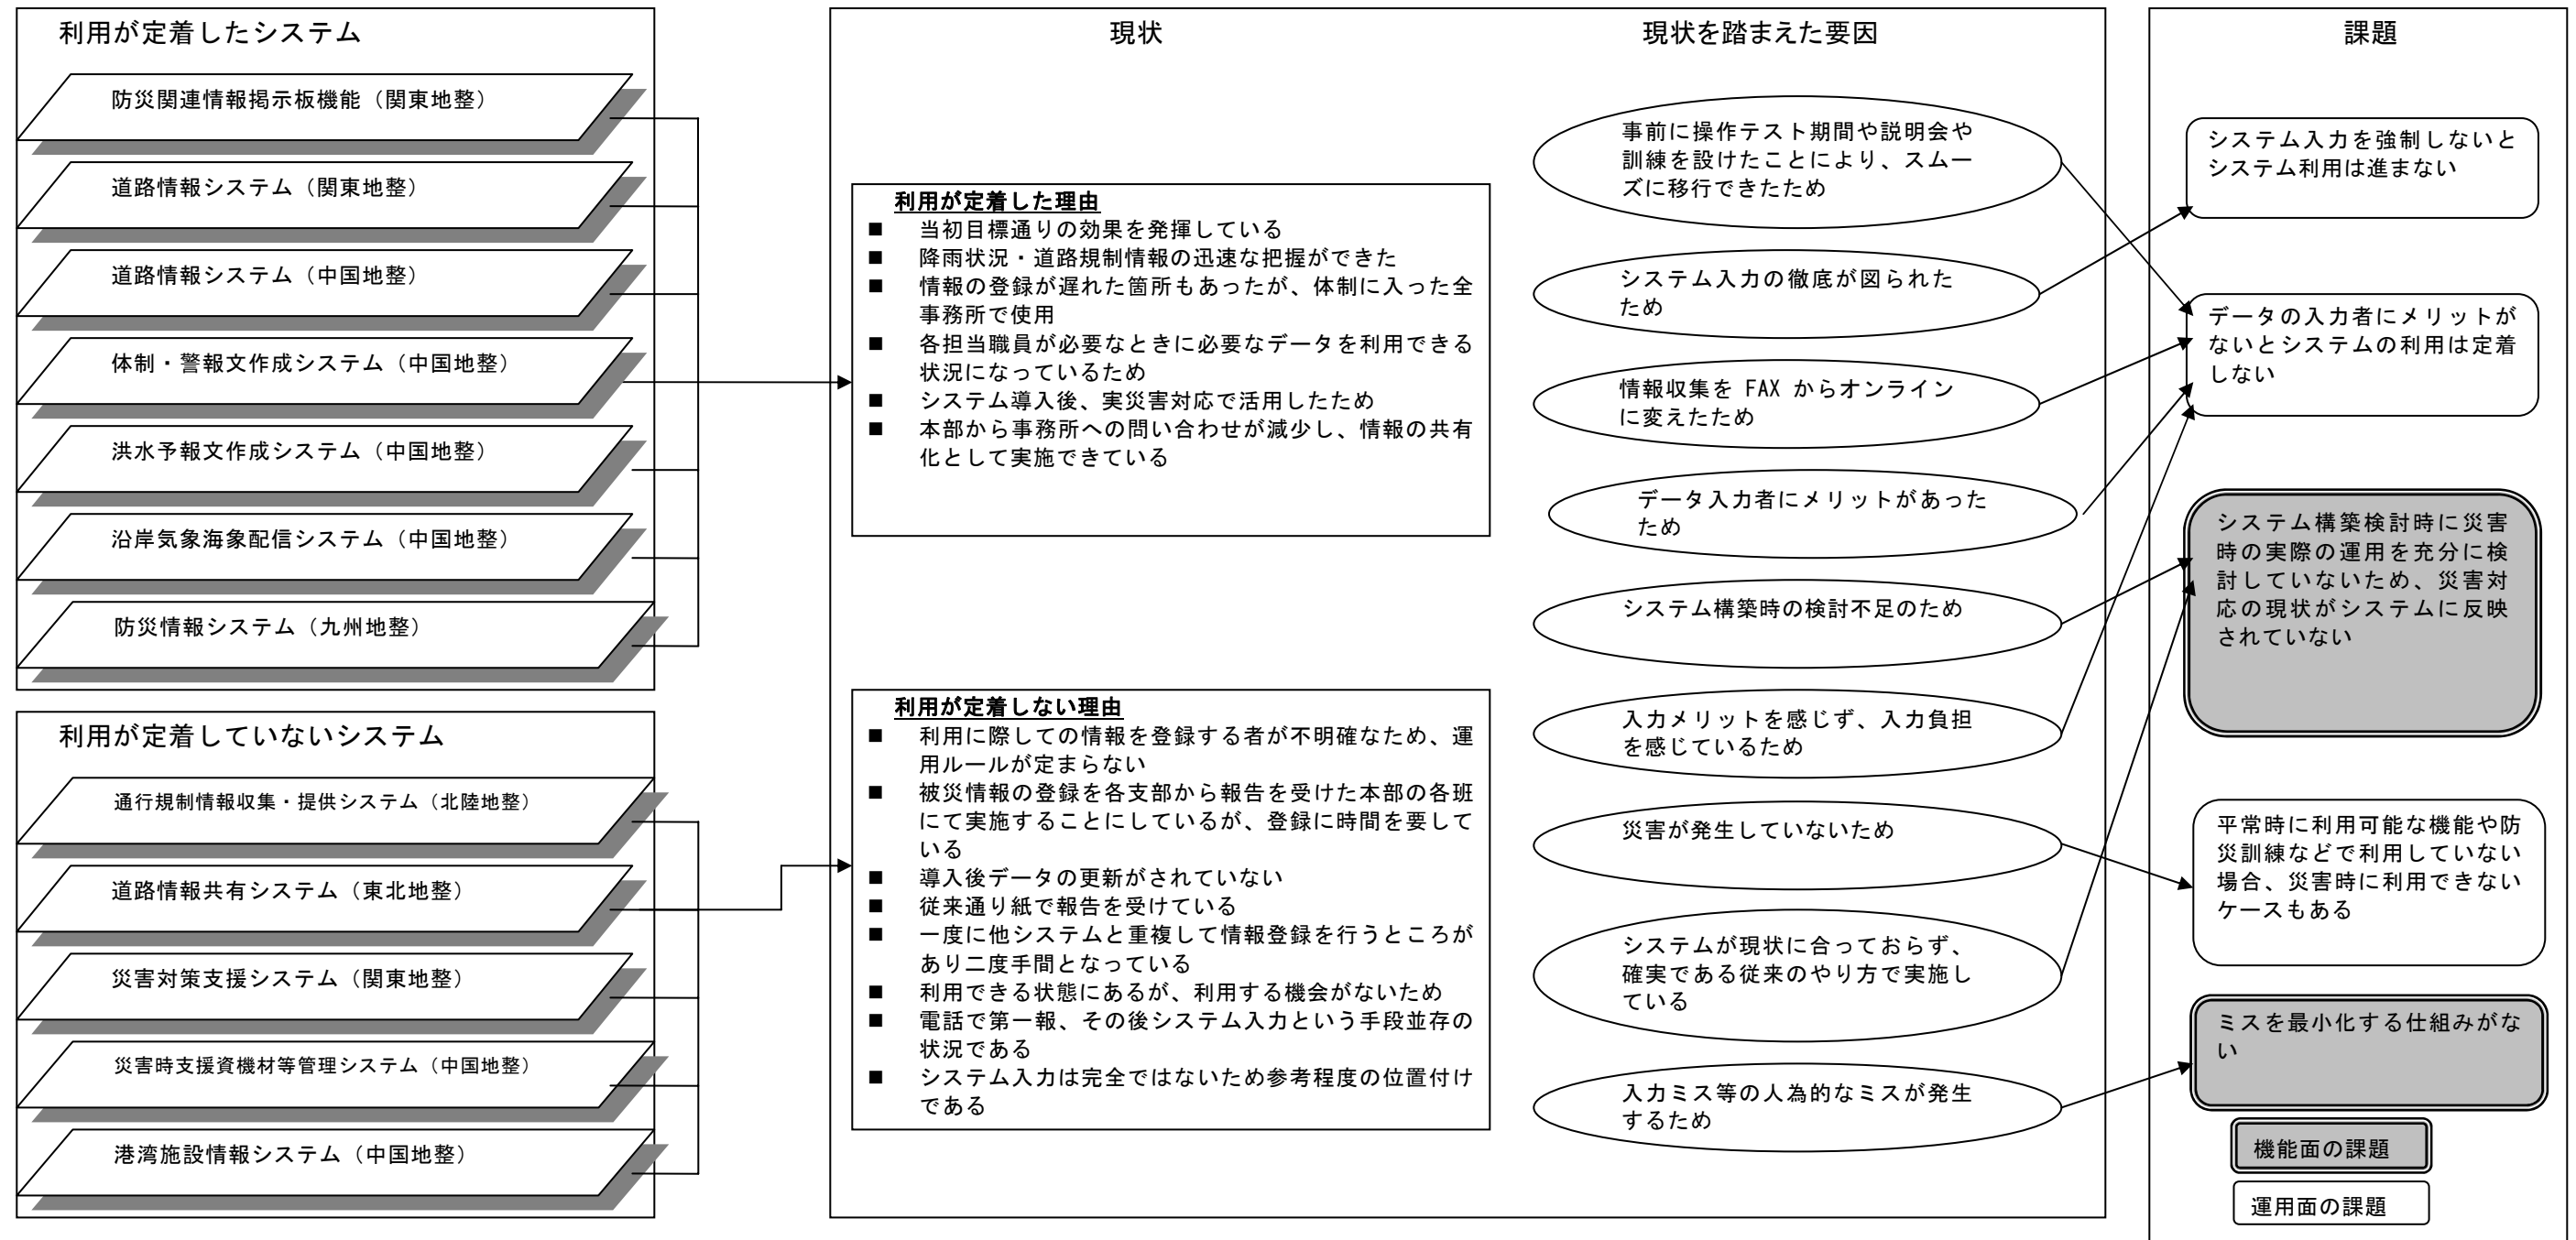 利用が定着したシステム
防災関連情報掲示板機能（関東地整）
道路情報システム（関東地整）
道路情報システム（中国地整）
体制・警報文作成システム（中国地整）
洪水予報文作成システム（中国地整）
沿岸気象海象配信システム（中国地整）
防災情報システム（九州地整）
利用が定着していないシステム
通行規制情報収集・提供システム（北陸地整）
道路情報共有システム（東北地整）
災害対策支援システム（関東地整）
災害時支援資機材等管理システム（中国地整）
港湾施設情報システム（中国地整）
現状
利用が定着した理由
■ 当初目標通りの効果を発揮している
■ 降雨状況・道路規制情報の迅速な把握ができた
■ 情報の登録が遅れた箇所もあったが、体制に入った全
事務所で使用
■ 各担当職員が必要なときに必要なデータを利用できる
状況になっているため
■ システム導入後、実災害対応で活用したため
■ 本部から事務所への問い合わせが減少し、情報の共有
化として実施できている
利用が定着しない理由
■ 利用に際しての情報を登録する者が不明確なため、運
用ルールが定まらない
■ 被災情報の登録を各支部から報告を受けた本部の各班
にて実施することにしているが、登録に時間を要して
いる
■ 導入後データの更新がされていない
■ 従来通り紙で報告を受けている
■ 一度に他システムと重複して情報登録を行うところが
あり二度手間となっている
■ 利用できる状態にあるが、利用する機会がないため
■ 電話で第一報、その後システム入力という手段並存の
状況である
■ システム入力は完全ではないため参考程度の位置付け
である
現状を踏まえた要因
事前に操作テスト期間や説明会や
訓練を設けたことにより、スムー
ズに移行できたため
システム入力の徹底が図られた
ため
情報収集を FAX からオンライン
に変えたため
データ入力者にメリットがあった
ため
システム構築時の検討不足のため
入力メリットを感じず、入力負担
を感じているため
災害が発生していないため
システムが現状に合っておらず、
確実である従来のやり方で実施し
ている
入力ミス等の人為的なミスが発生
するため
課題
システム入力を強制しないと
システム利用は進まない
データの入力者にメリットが
ないとシステムの利用は定着
しない
システム構築検討時に災害
時の実際の運用を充分に検
討していないため、災害対
応の現状がシステムに反映
されていない
平常時に利用可能な機能や防
災訓練などで利用していない
場合、災害時に利用できない
ケースもある
ミスを最小化する仕組みがな
い
機能面の課題
運用面の課題